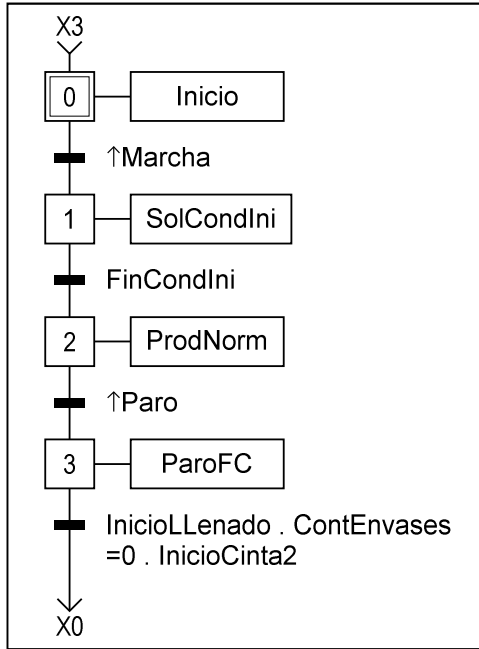 X3
0 Inicio
↑Marcha
1 SolCondIni
FinCondIni
2 ProdNorm
↑Paro
3 ParoFC
InicioLLenado . ContEnvases
=0 . InicioCinta2
X0